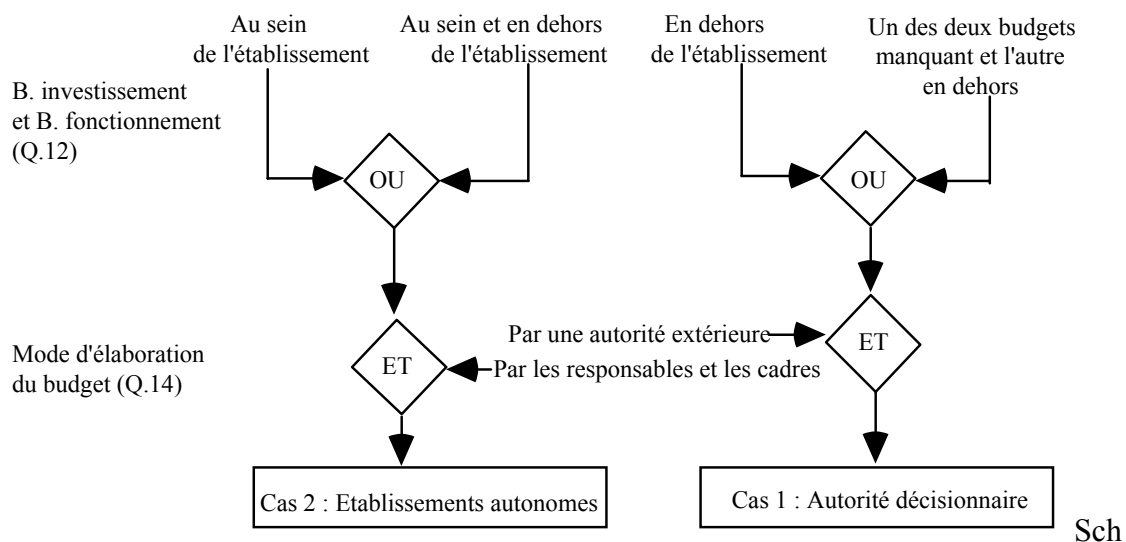 Au sein
de l'établissement
Au sein et en dehors
de l'établissement
En dehors
de l'établissement
Un des deux budgets
manquant et l'autre
en dehors
B. investissement
et B. fonctionnement
(Q.12)
OU
OU
Mode d'élaboration
du budget (Q.14)
Par une autorité extérieure
Par les responsables et les cadres
ET
ET
Cas 2 : Etablissements autonomes
Cas 1 : Autorité décisionnaire
Sch